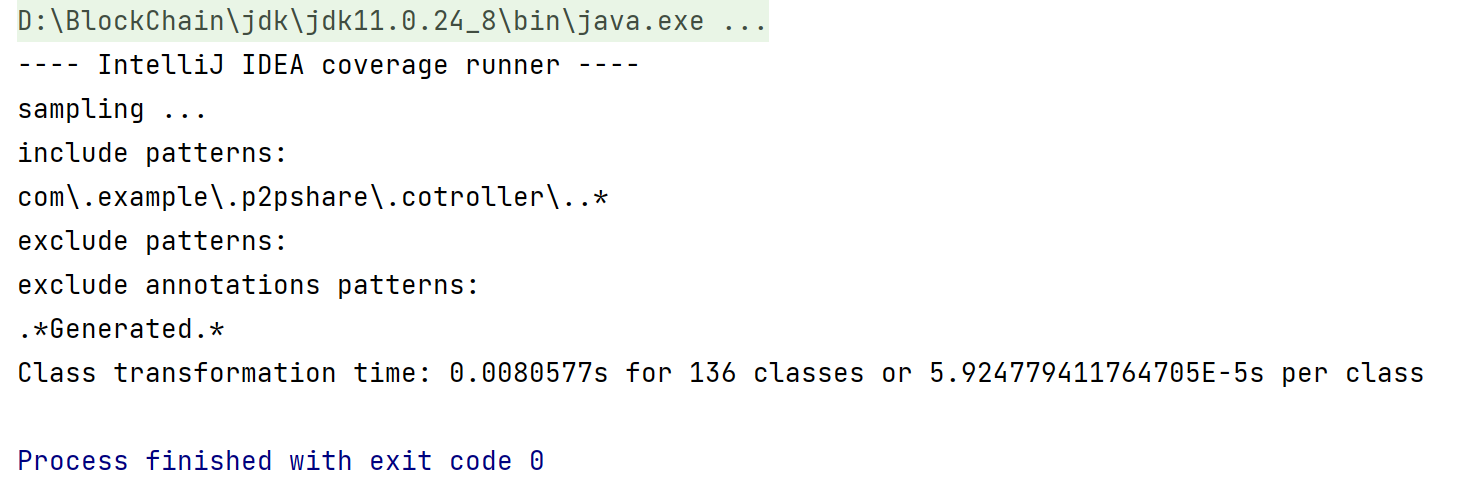 D:\BlockChain\jdk\jdk11.0.24_8\bin\java.exe ...
---- IntelliJ IDEA coverage runner ----
sampling ...
include patterns:
com\.example\.p2pshare\.cotroller\..*
exclude patterns:
exclude annotations patterns:
.*Generated.*
Class transformation time: 0.0080577s for 136 classes or 5.924779411764705E-5s per class
Process finished with exit code 0